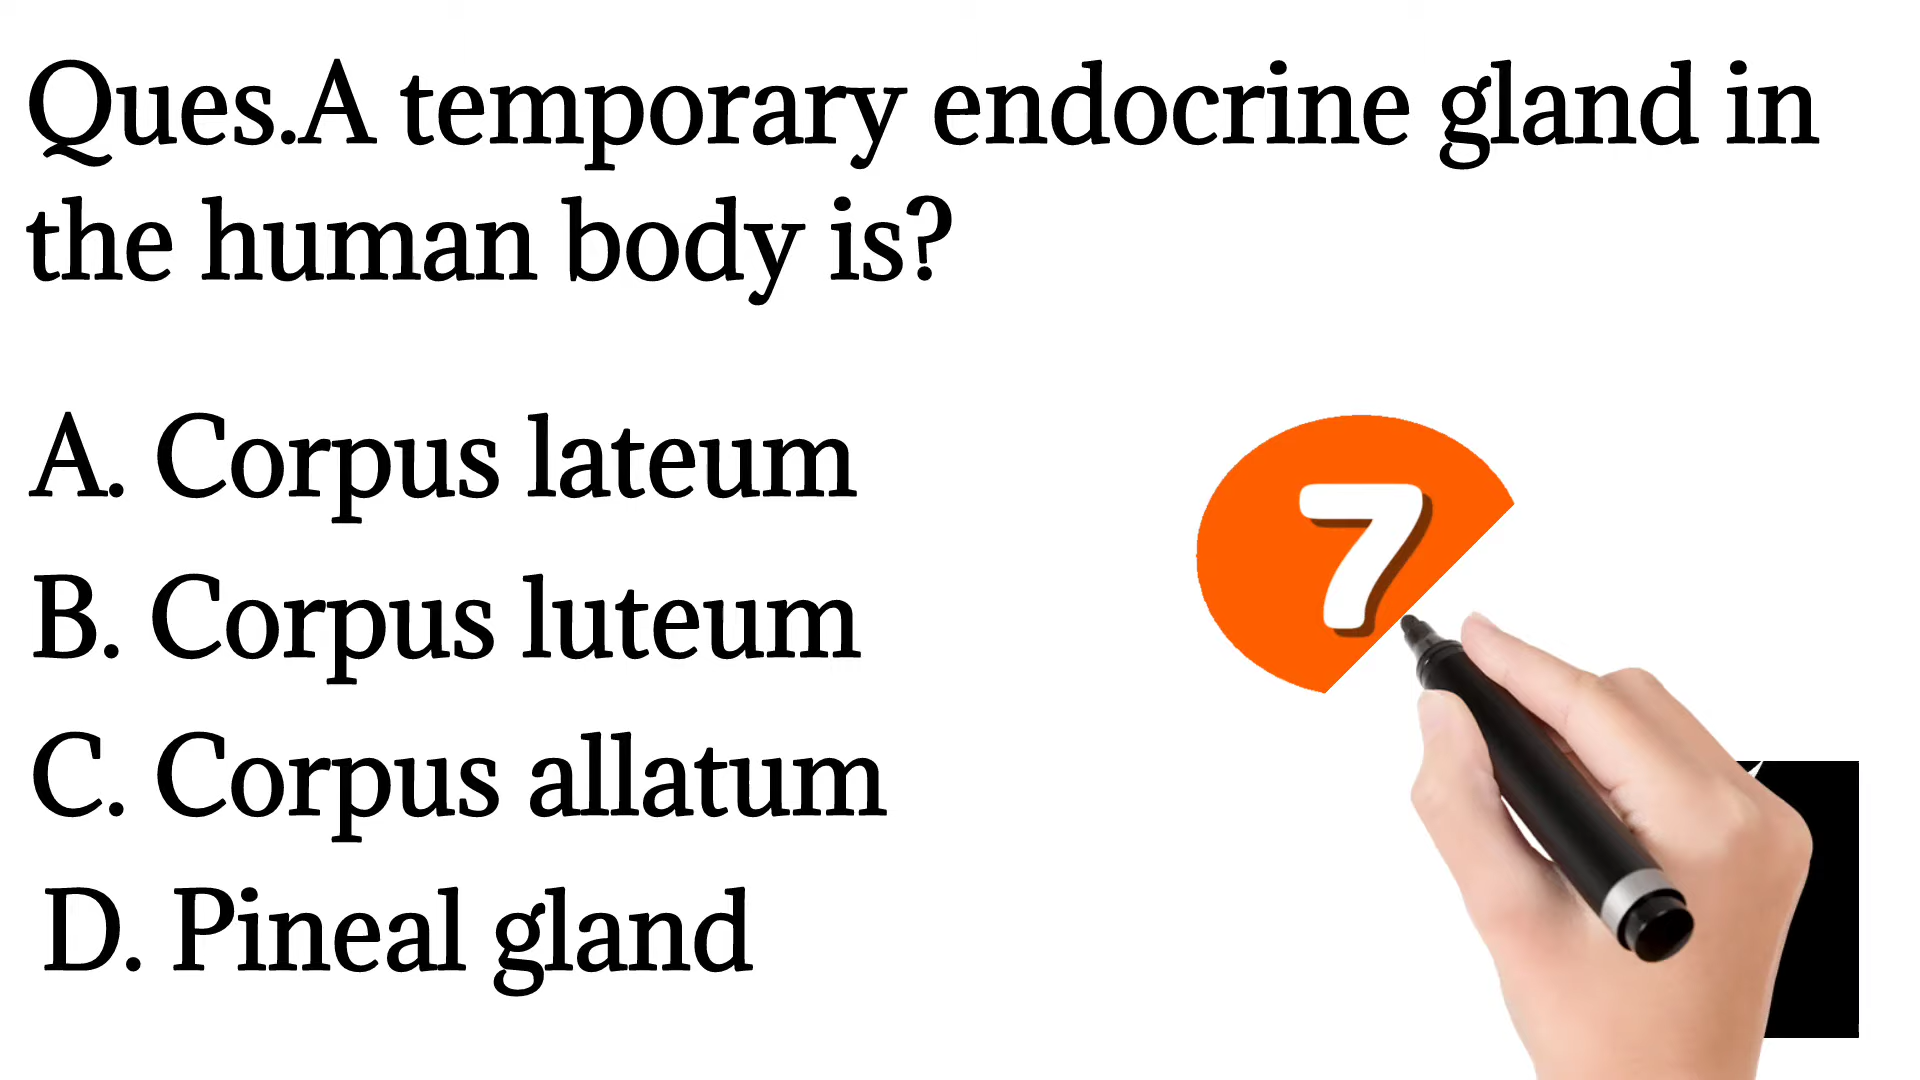 Ques.A temporary endocrine gland in
the human body is?
A. Corpus lateum
B. Corpus luteum
7
C. Corpus allatum
D. Pineal gland